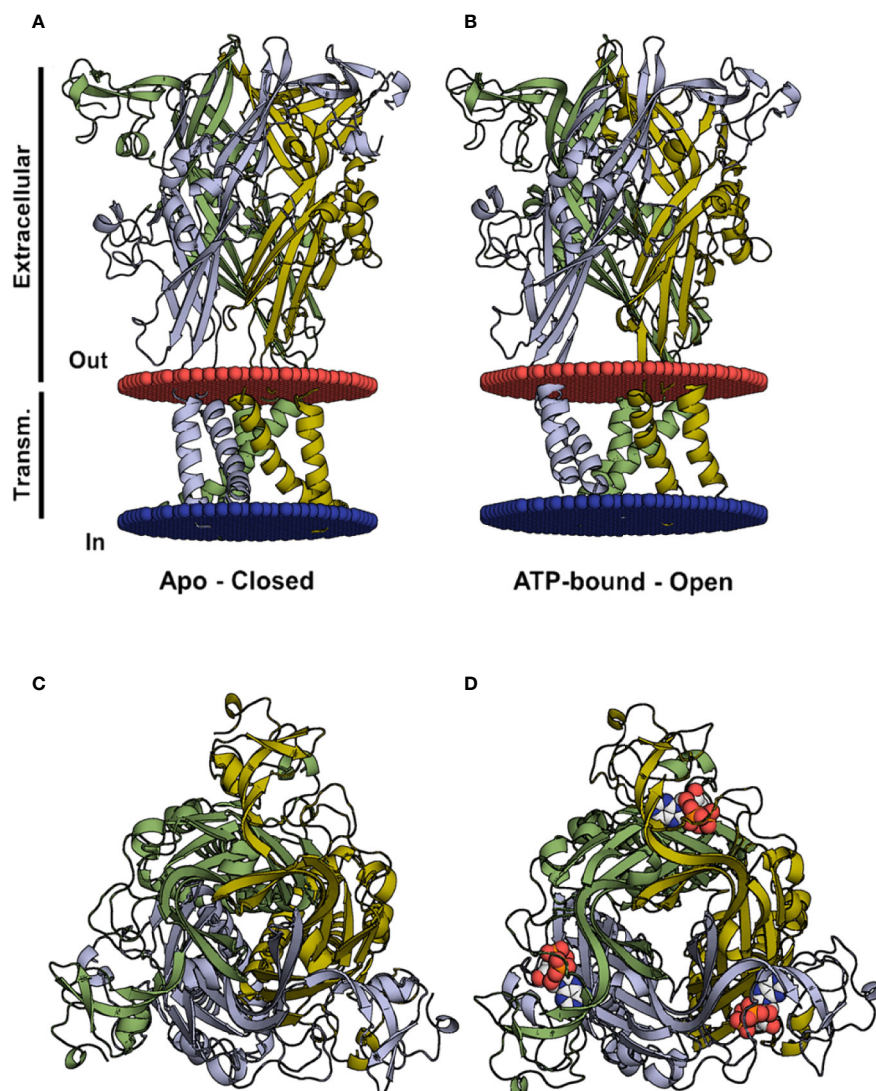 A
B
Extracellular
Out
Transm.
In
Apo - Closed
ATP-bound - Open
C
D